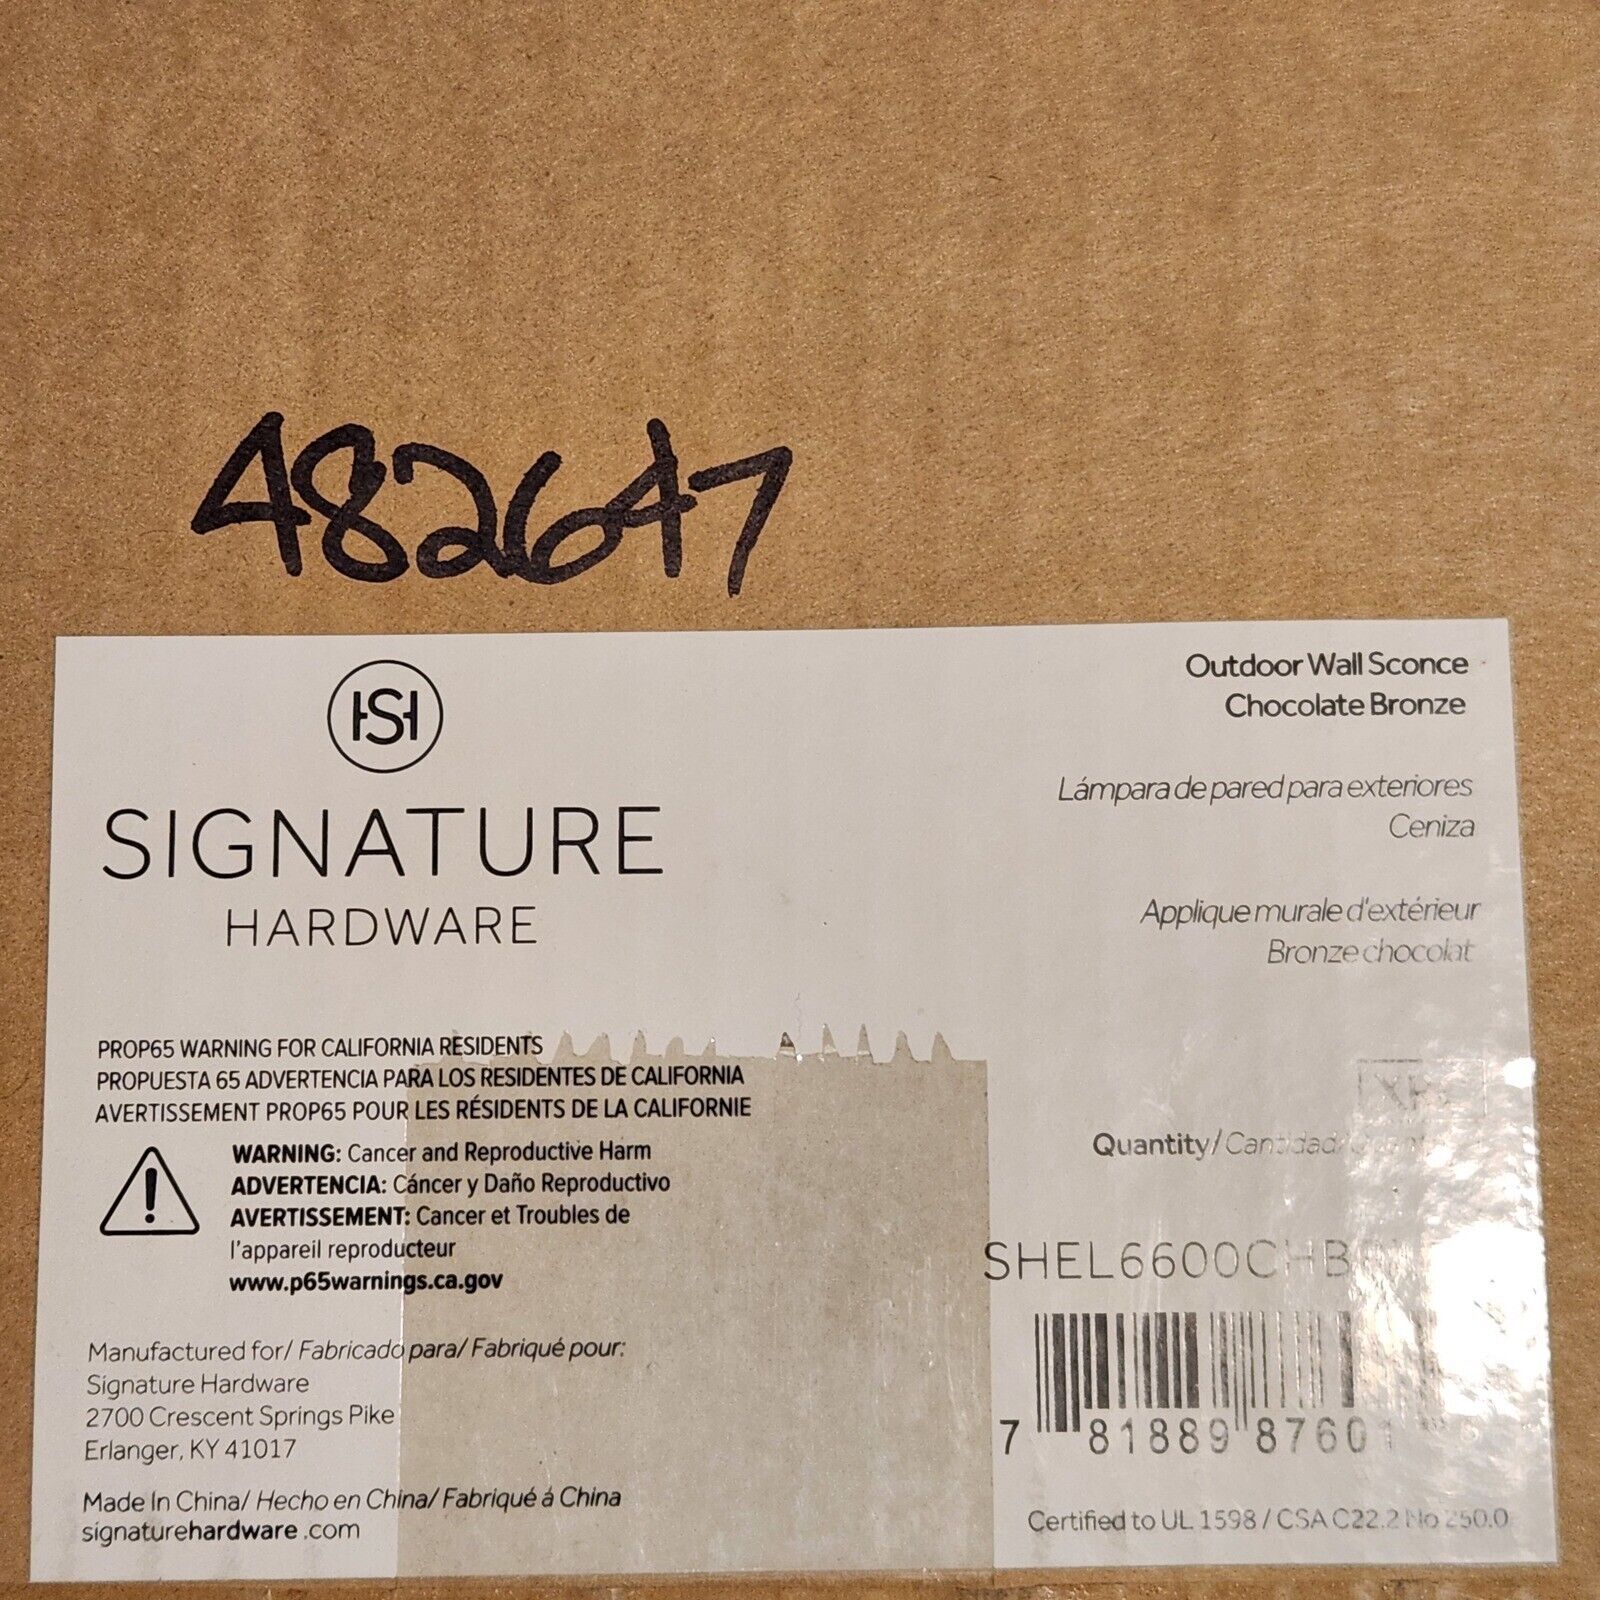 482647
SH
SIGNATURE
HARDWARE
Outdoor Wall Sconce
Chocolate Bronze
Lámpara de pared para exteriores
Ceniza
Applique murale d'extérieur
Bronze chocolat
PROP65 WARNING FOR CALIFORNIA RESIDENTS
PROPUESTA 65 ADVERTENCIA PARA LOS RESIDENTES DE CALIFORNIA
AVERTISSEMENT PROP65 POUR LES RÉSIDENTS DE LA CALIFORNIE
WARNING: Cancer and Reproductive Harm
ADVERTENCIA: Cáncer y Daño Reproductivo
AVERTISSEMENT: Cancer et Troubles de
l'appareil reproducteur
www.p65warnings.ca.gov
Manufactured for/ Fabricado para/ Fabriqué pour:
Signature Hardware
2700 Crescent Springs Pike
Erlanger, KY 41017
Made In China/ Hecho en China/ Fabriqué á China
signaturehardware.com
Quantity/ Cantidad/
7 81889 87601
Certified to UL 1598 / CSA C22.2 No 250.0